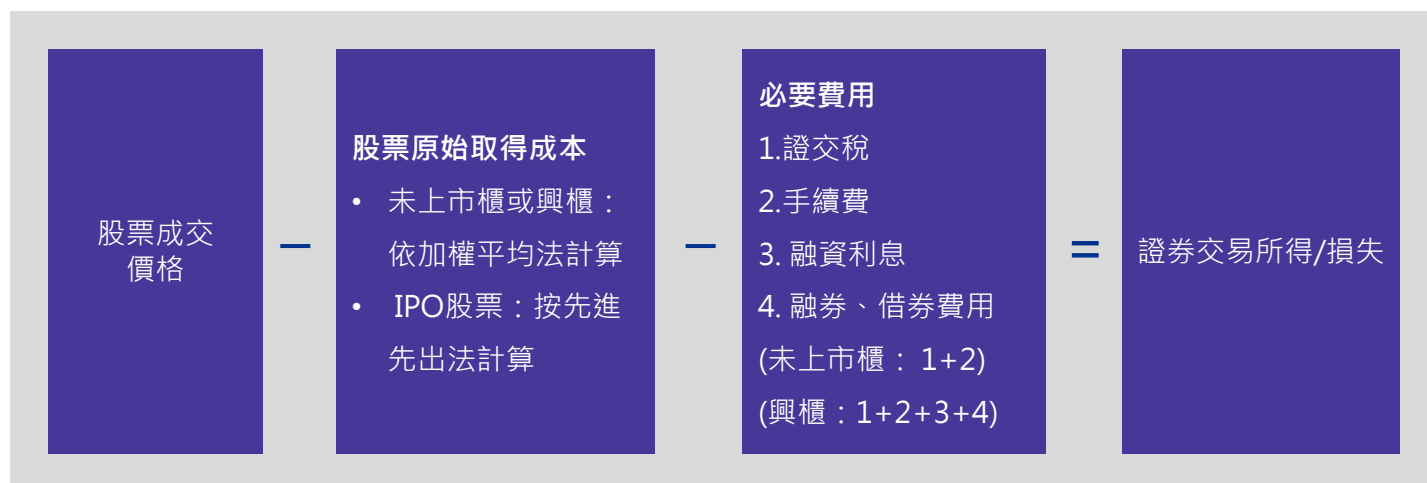 股票成交
價格
－
股票原始取得成本
• 未上市櫃或興櫃：
依加權平均法計算
• IPO股票：按先進
先出法計算
－
必要費用
1.證交稅
2.手續費
3. 融資利息
4. 融券、借券費用
(未上市櫃： 1+2)
(興櫃：1+2+3+4)
=
證券交易所得/損失